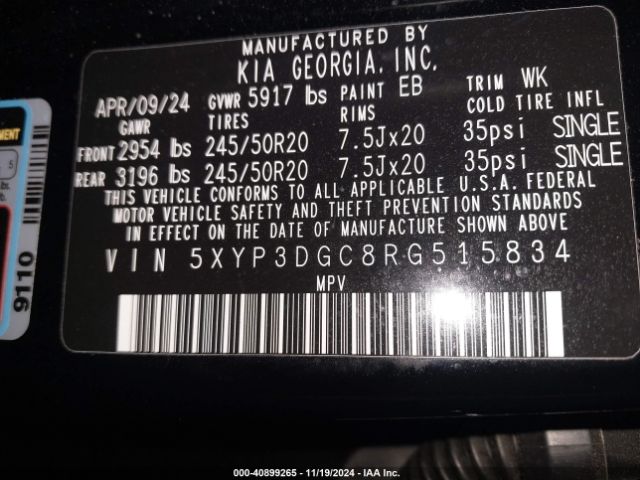 MANUFACTURED BY
KIA GEORGIA, INC.
APR/09/24 GVWR 5917 lbs PAINT EB TRIM WK
GAWR TIRES RIMS COLD TIRE INFL
FRONT 2954 lbs 245/50R20 7.5Jx20 35psi SINGLE
REAR 3196 lbs 245/50R20 7.5Jx20 35psi SINGLE
THIS VEHICLE CONFORMS TO ALL APPLICABLE U.S.A. FEDERAL
MOTOR VEHICLE SAFETY AND THEFT PREVENTION STANDARDS
IN EFFECT ON THE DATE OF MANUFACTURE SHOWN ABOVE
VIN 5XYP3DGC8RG515834
MPV
5
lbs.
9110
000-40899265 - 11/19/2024 - IAA Inc.